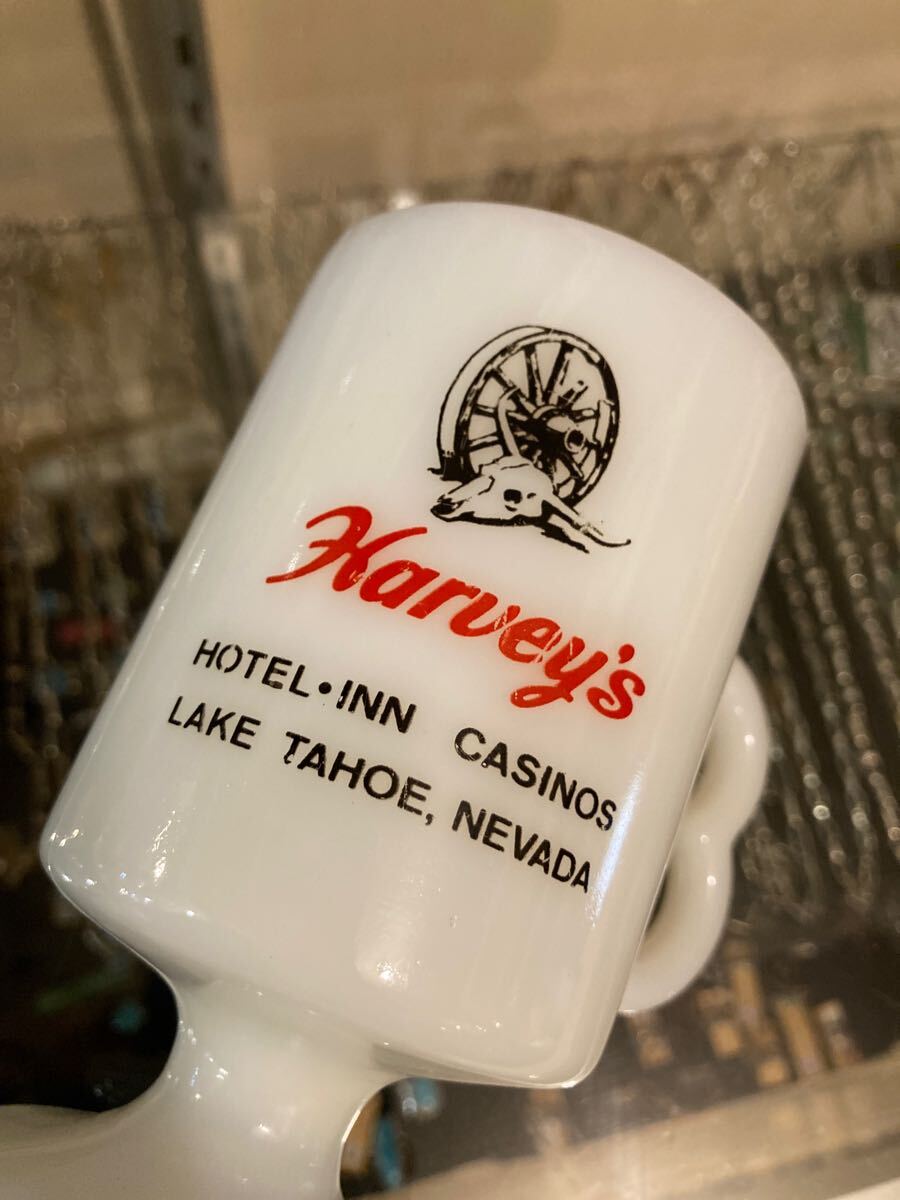 Harvey's
HOTEL•INN CASINOS
LAKE TAHOE, NEVADA